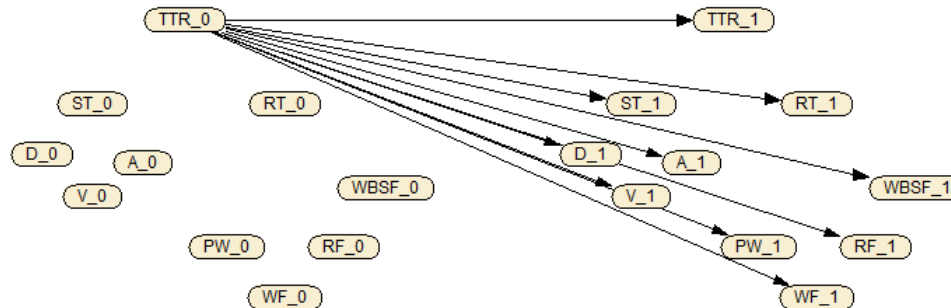 TTR_0 TTR_1
ST_0 RT_0 ST_1 RT_1
D_0 A_0 D_1 A_1
V_0 WBSF_0 V_1 WBSF_1
PW_0 RF_0 PW_1 RF_1
WF_0 WF_1